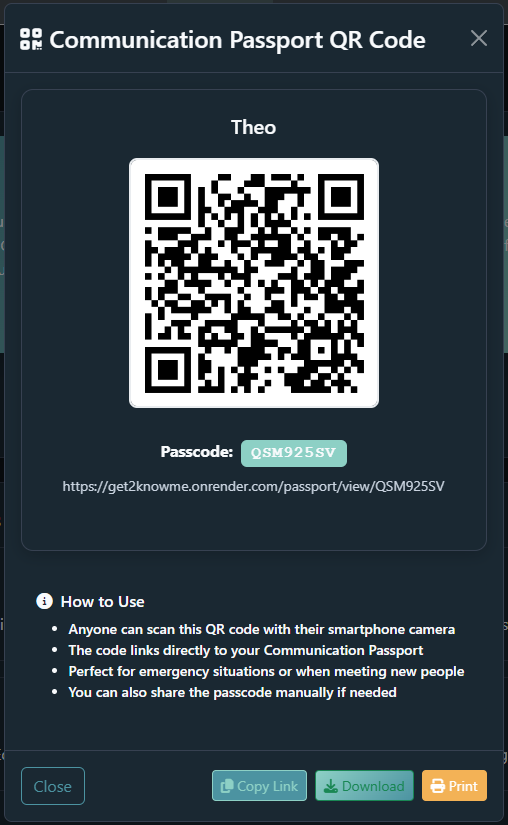 Communication Passport QR Code
Theo
Passcode: QSM925SV
https://get2knowme.onrender.com/passport/view/QSM925SV
How to Use
Anyone can scan this QR code with their smartphone camera
The code links directly to your Communication Passport
Perfect for emergency situations or when meeting new people
You can also share the passcode manually if needed
Close
Copy Link
Download
Print